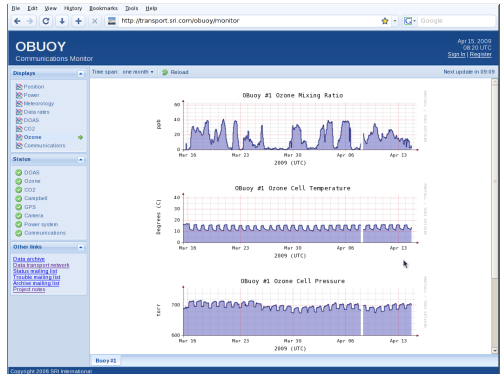 File Edit View History Bookmarks Tools Help
http://transport.sri.com/obuoy/monitor
Google
OBUOY
Communications Monitor
Apr 15, 2009
08:20 UTC
Sign In | Register
Displays
Time span: one month
Reload
Next update in 09:09
Position
Power
Meteorology
Data rates
DOAS
CO2
Ozone
Communications
Status
DOAS
Ozone
CO2
Campbell
GPS
Camera
Power system
Communications
Other links
Data archive
Data transport network
Status mailing list
Trouble mailing list
Archive mailing list
Project notes
OBuoy #1 Ozone Mixing Ratio
ppb
60
40
20
0
Mar 16 Mar 23 Mar 30 Apr 06 Apr 13
2009 (UTC)
OBuoy #1 Ozone Cell Temperature
Degrees (C)
40
30
20
10
0
Mar 16 Mar 23 Mar 30 Apr 06 Apr 13
2009 (UTC)
OBuoy #1 Ozone Cell Pressure
torr
700
600
Mar 16 Mar 23 Mar 30 Apr 06 Apr 13
2009 (UTC)
Buoy #1
Copyright 2008 SRI International